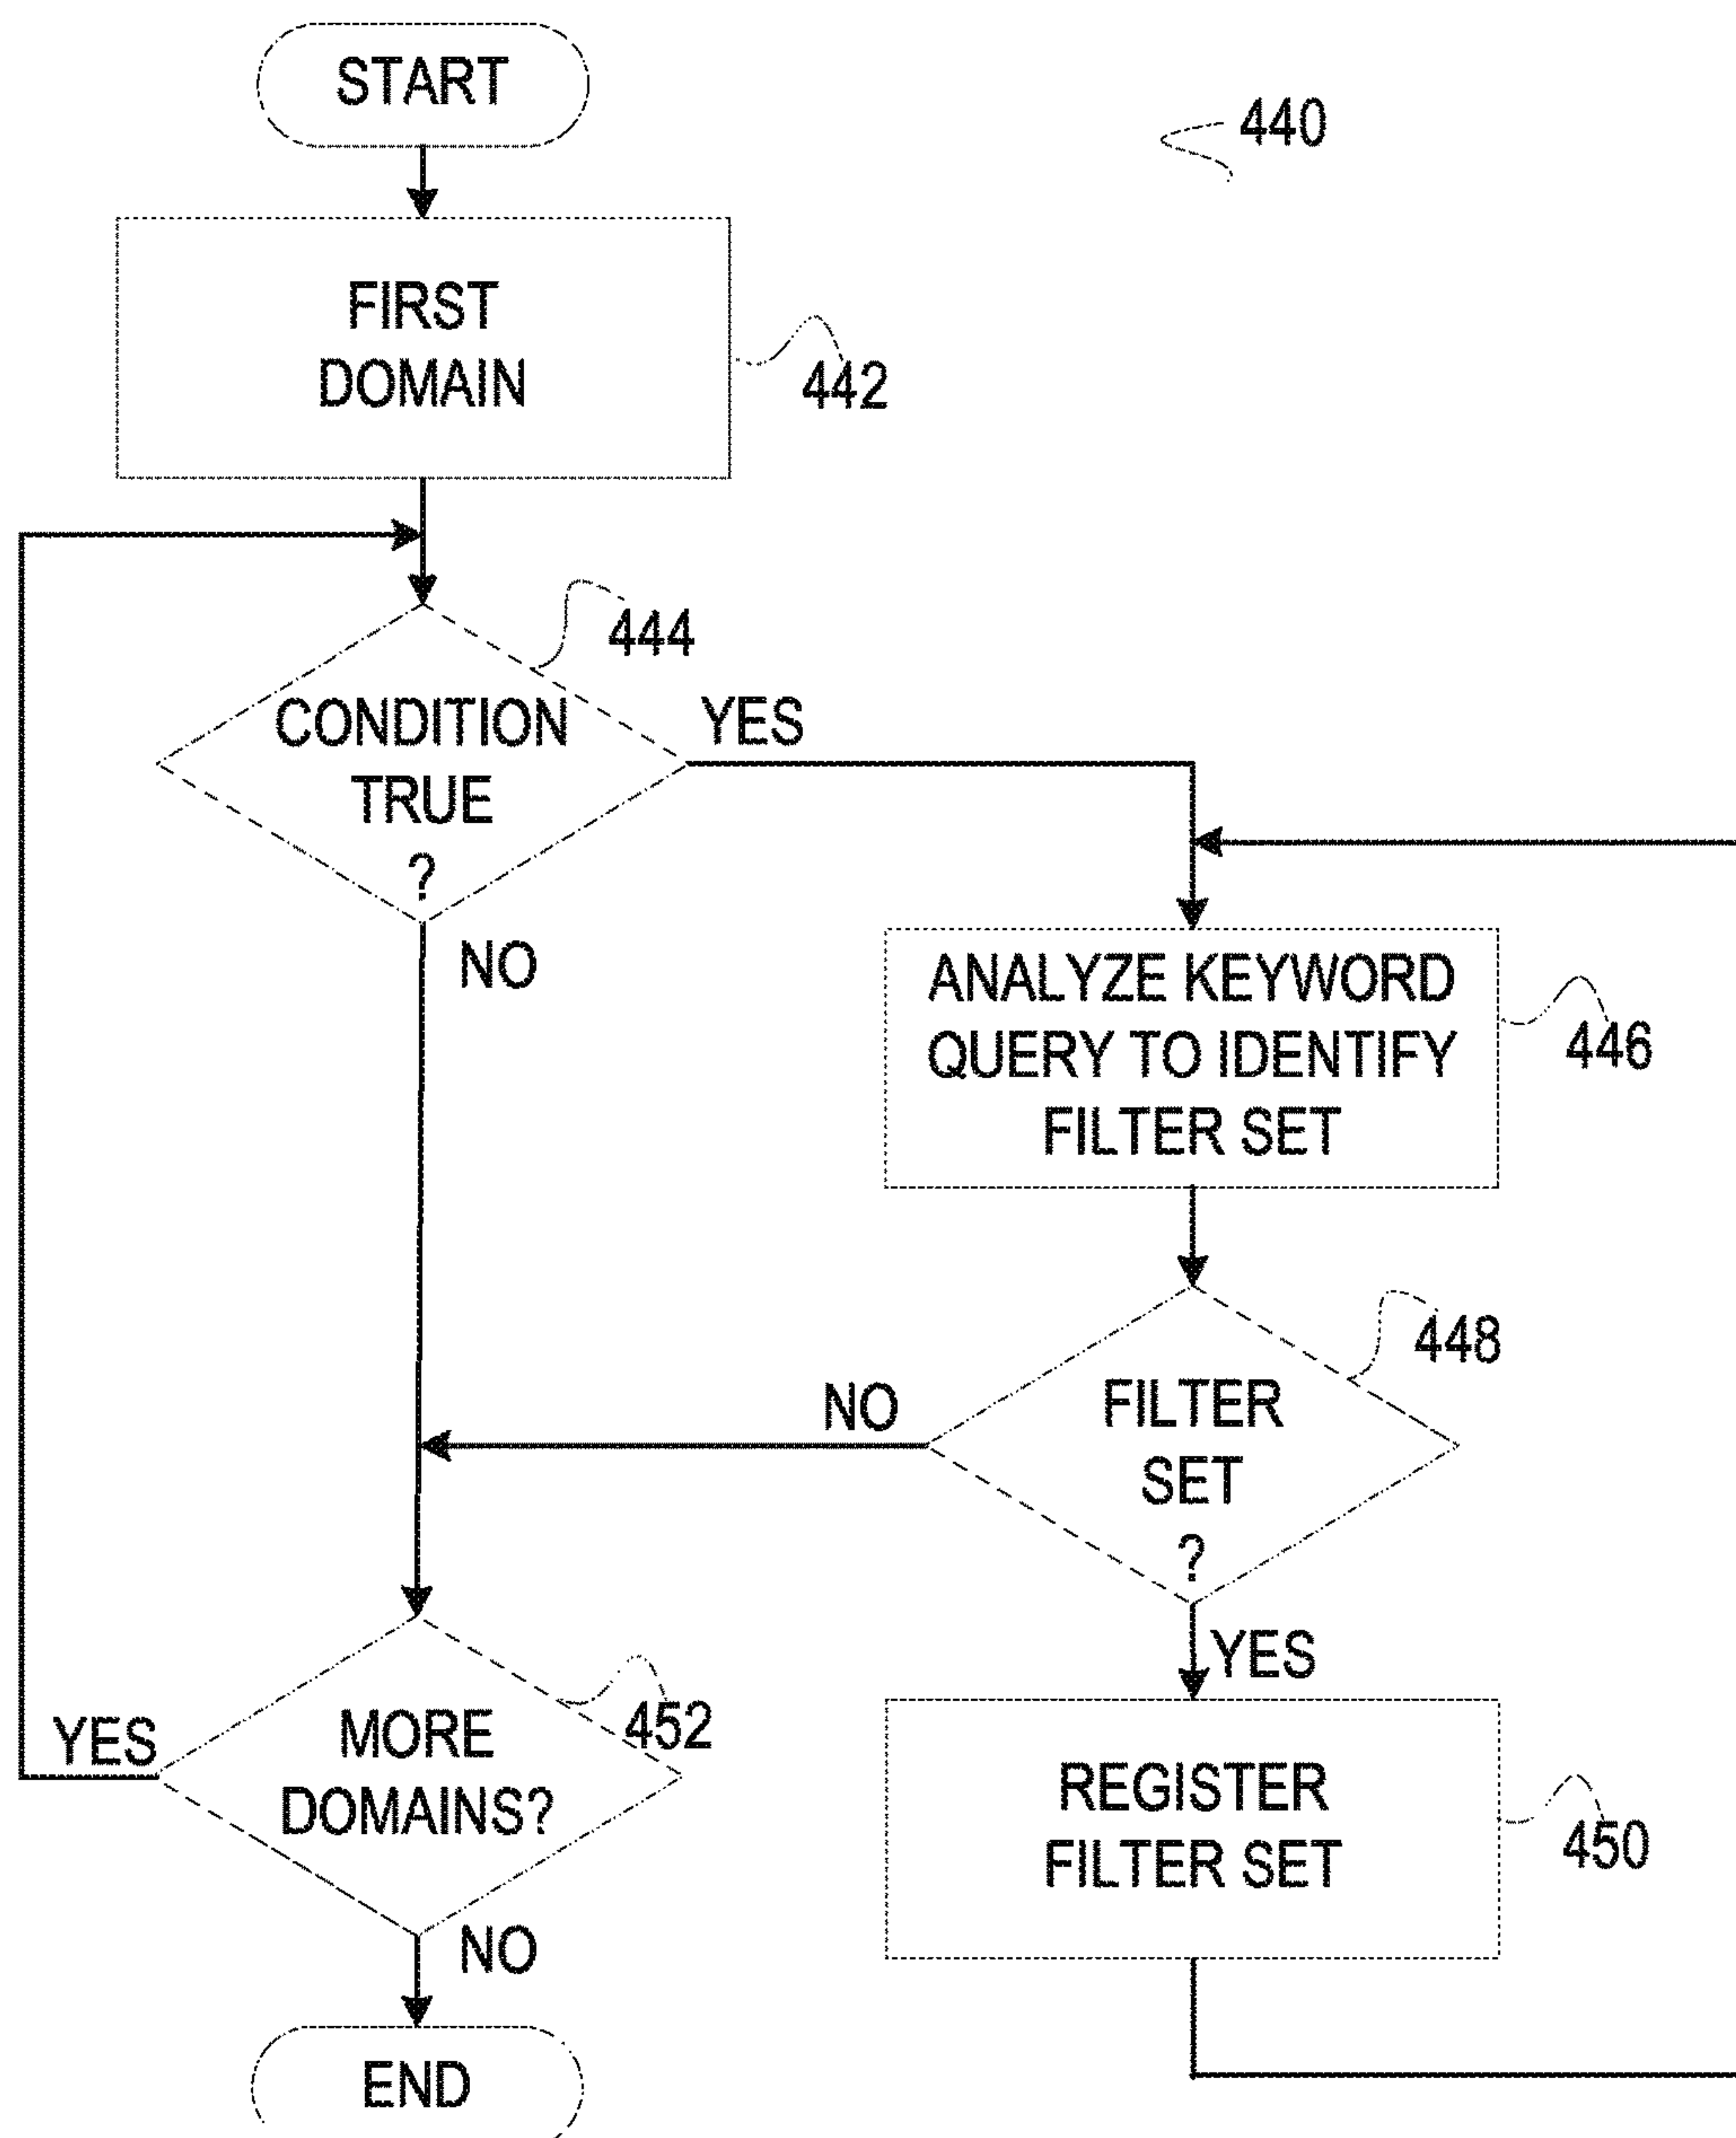 START
440
FIRST
DOMAIN
442
444
CONDITION
TRUE
?
YES
NO
ANALYZE KEYWORD
QUERY TO IDENTIFY
FILTER SET
446
448
NO
FILTER
SET
?
YES
452
YES
MORE
DOMAINS?
REGISTER
FILTER SET
450
NO
END